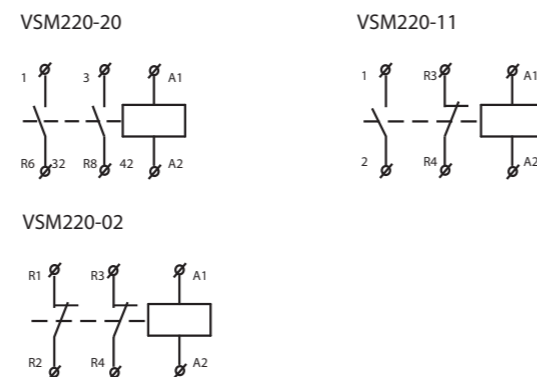 VSM220-20
1 3 A1
R6 32 R8 42 A2
VSM220-11
1 R3 A1
2 R4 A2
VSM220-02
R1 R3 A1
R2 R4 A2